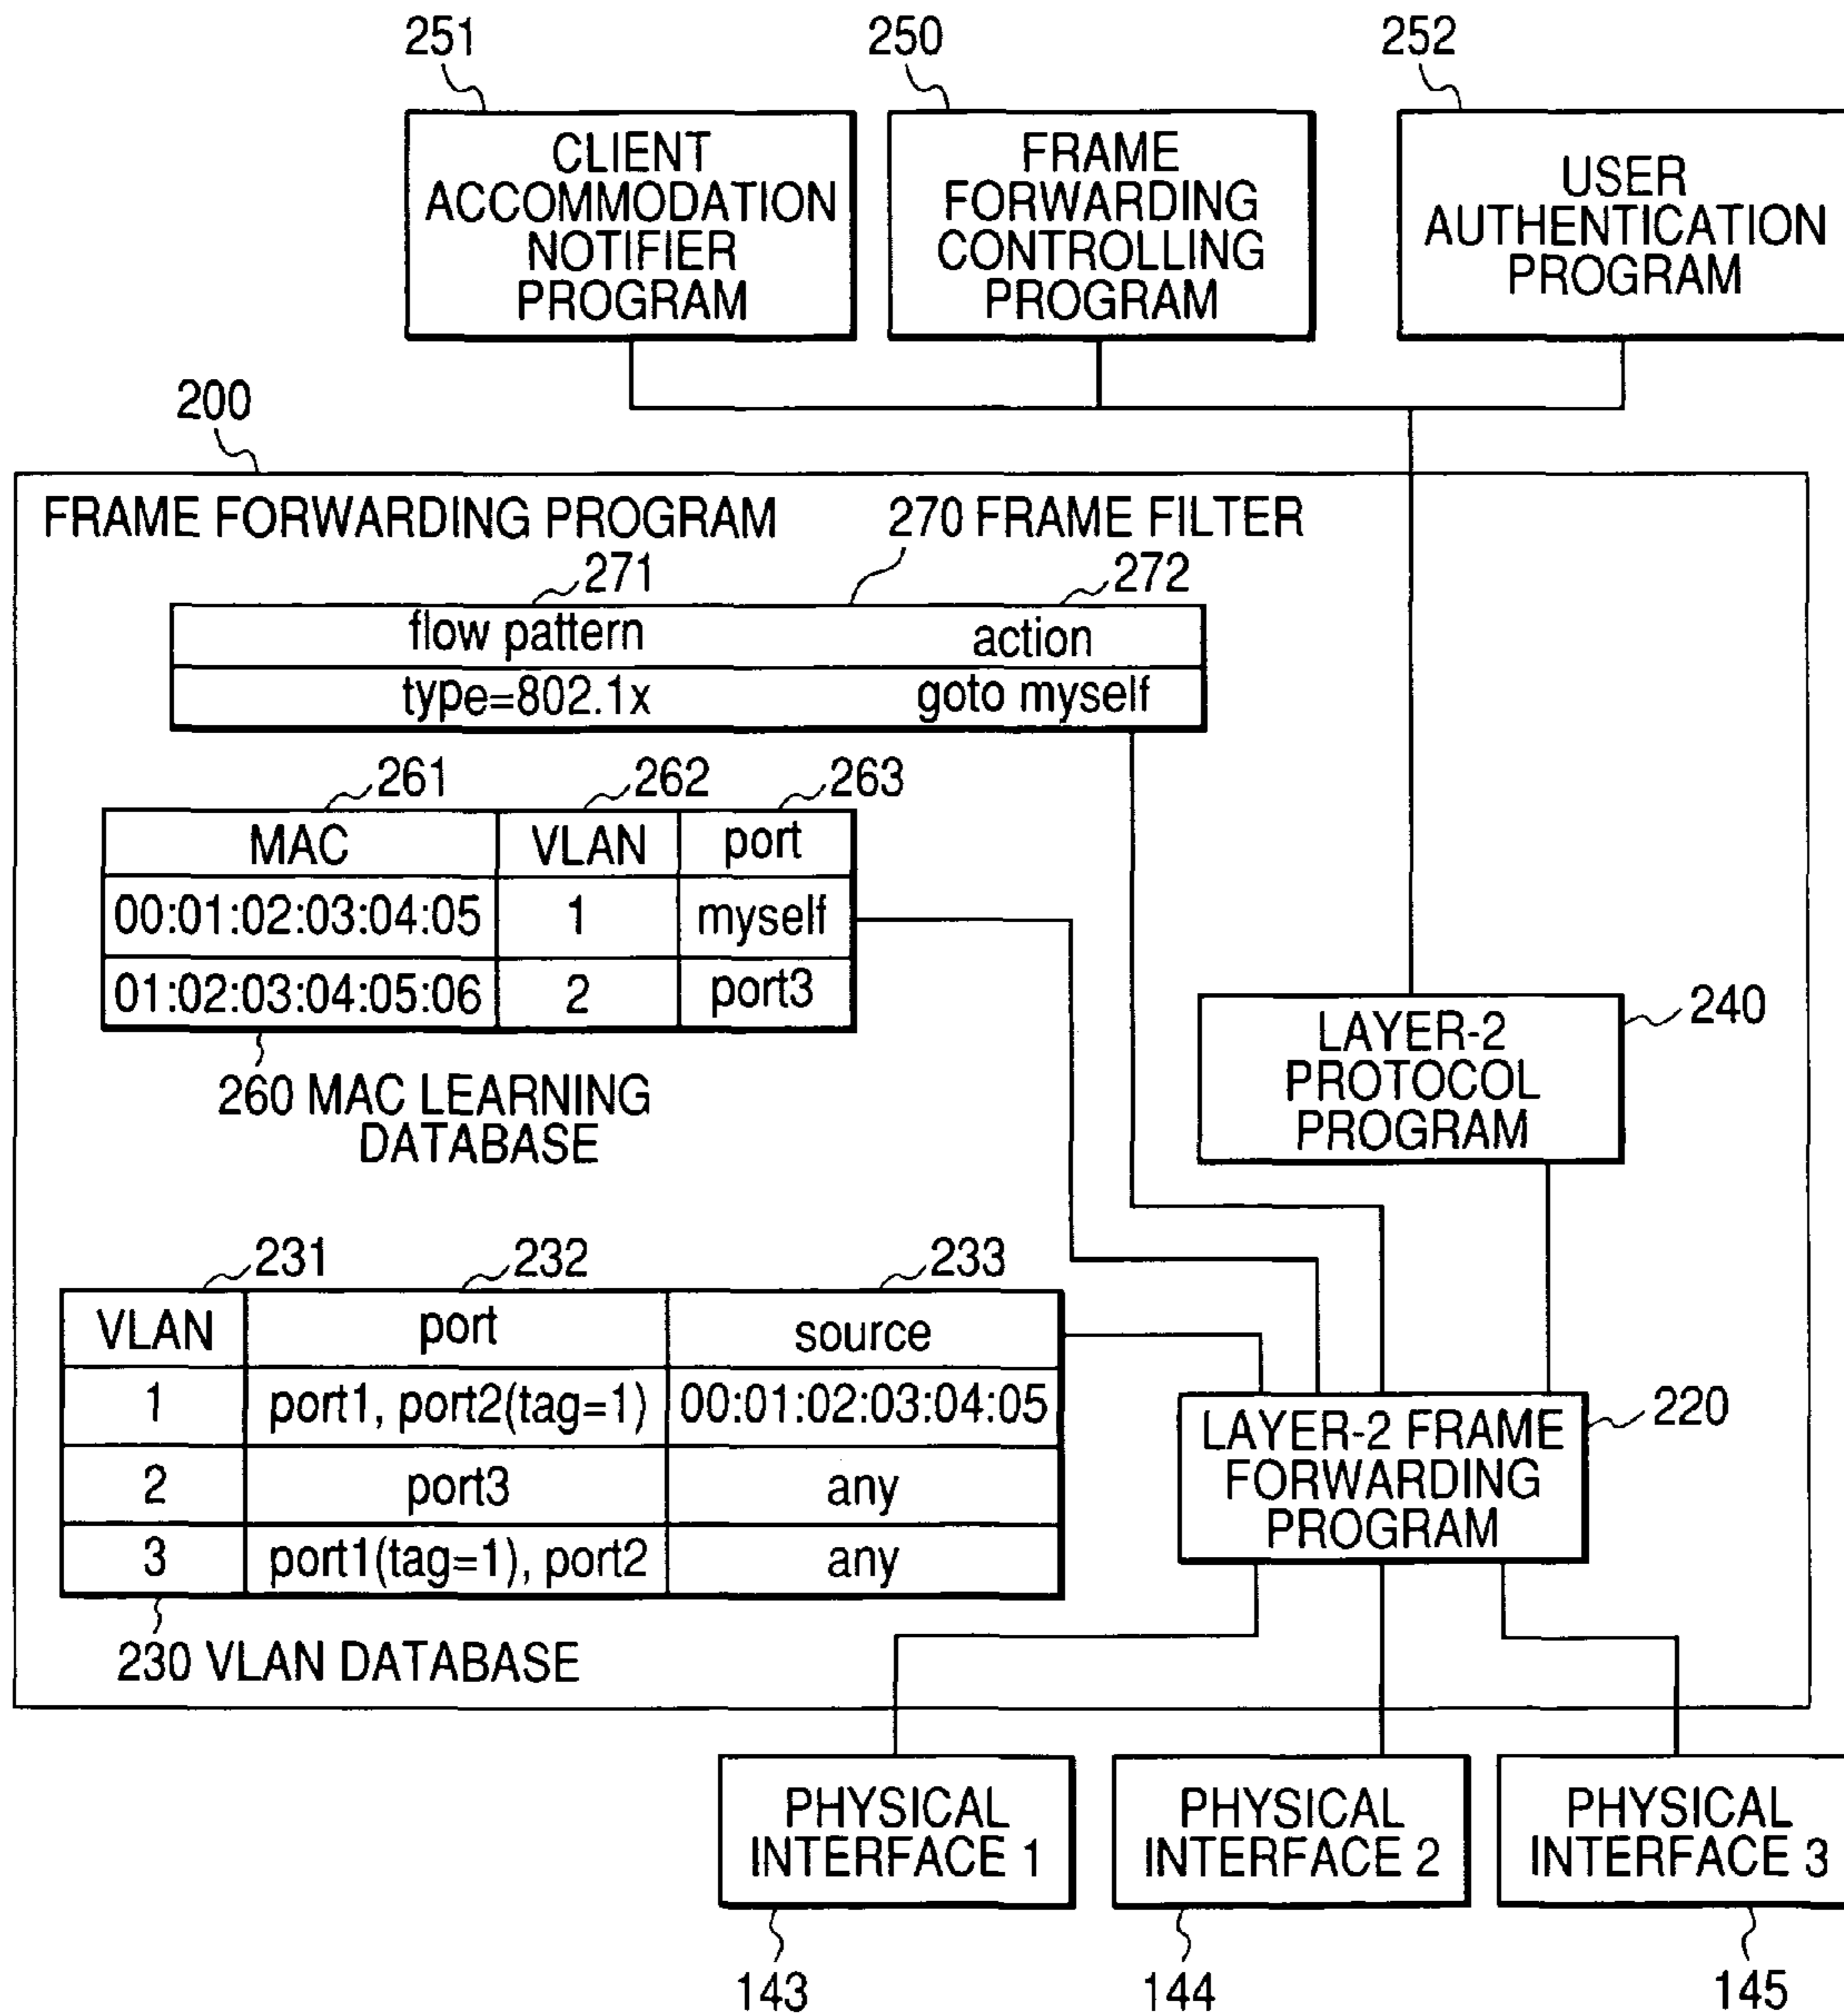 251
250
252
CLIENT
ACCOMMODATION
NOTIFIER
PROGRAM
FRAME
FORWARDING
CONTROLLING
PROGRAM
USER
AUTHENTICATION
PROGRAM
200
FRAME FORWARDING PROGRAM
270 FRAME FILTER
271
272
flow pattern action
type=802.1x goto myself
261 262 263
MAC VLAN port
00:01:02:03:04:05 1 myself
01:02:03:04:05:06 2 port3
260 MAC LEARNING
DATABASE
240
LAYER-2
PROTOCOL
PROGRAM
231 232 233
VLAN port source
1 port1, port2(tag=1) 00:01:02:03:04:05
2 port3 any
3 port1(tag=1), port2 any
230 VLAN DATABASE
220
LAYER-2 FRAME
FORWARDING
PROGRAM
PHYSICAL
INTERFACE 1
PHYSICAL
INTERFACE 2
PHYSICAL
INTERFACE 3
143
144
145